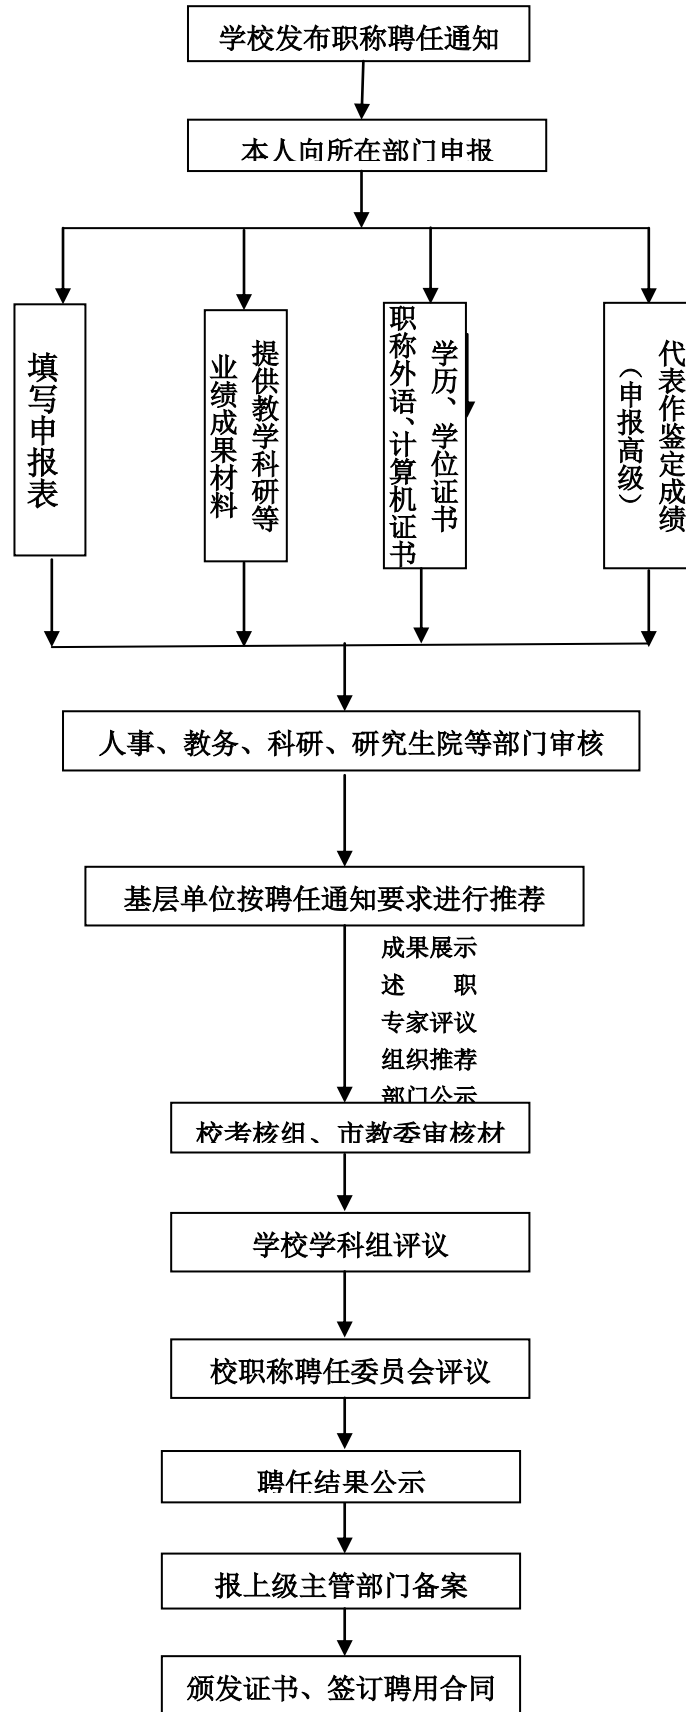 学校发布职称聘任通知
本人向所在部门申报
填写申报表
提供教学科研等
业绩成果材料
学历、学位证书
职称外语、计算机证书
代表作鉴定成绩
（申报高级）
人事、教务、科研、研究生院等部门审核
基层单位按聘任通知要求进行推荐
成果展示
述 职
专家评议
组织推荐
部门公示
校考核组、市教委审核材
学校学科组评议
校职称聘任委员会评议
聘任结果公示
报上级主管部门备案
颁发证书、签订聘用合同